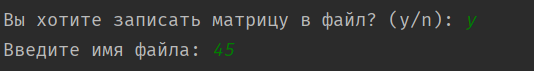 Вы хотите записать матрицу в файл? (y/n): y
Введите имя файла: 45